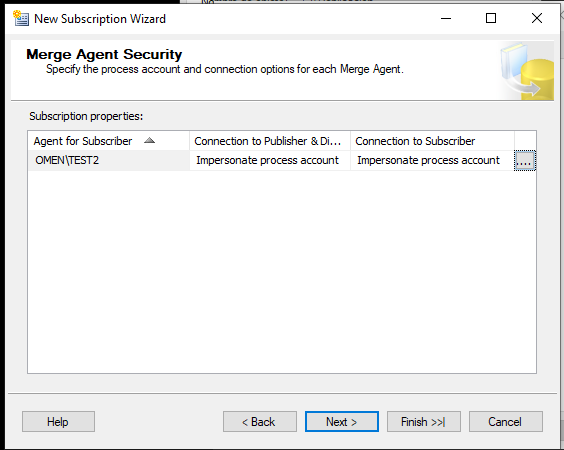 New Subscription Wizard
Merge Agent Security
Specify the process account and connection options for each Merge Agent.
Subscription properties:
Agent for Subscriber Connection to Publisher & Di... Connection to Subscriber
OMEN\TEST2 Impersonate process account Impersonate process account ....
Help < Back Next > Finish >>| Cancel